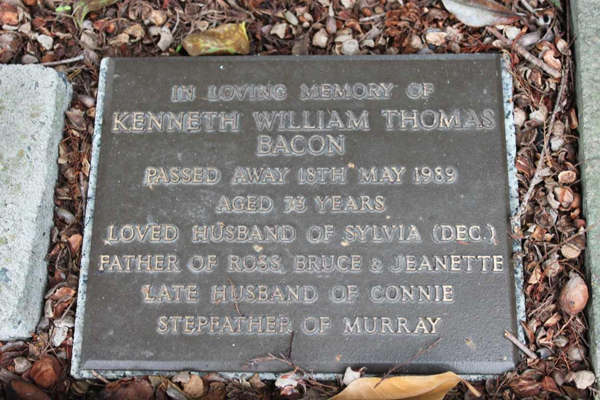 IN LOVING MEMORY OF
KENNETH WILLIAM THOMAS
BACON
PASSED AWAY 18TH MAY 1989
AGED 73 YEARS
LOVED HUSBAND OF SYLVIA (DEC.)
FATHER OF ROSS, BRUCE & JEANETTE
LATE HUSBAND OF CONNIE
STEPFATHER OF MURRAY